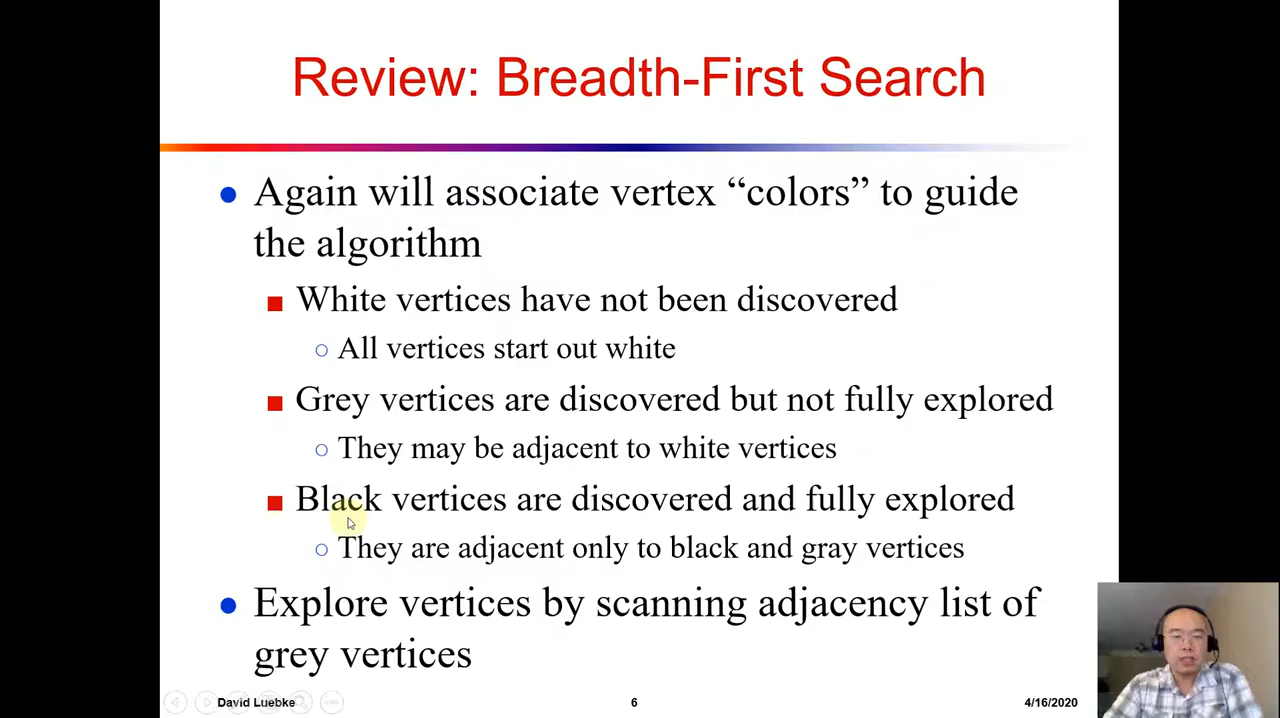 Review: Breadth-First Search
Again will associate vertex “colors” to guide
the algorithm
White vertices have not been discovered
All vertices start out white
Grey vertices are discovered but not fully explored
They may be adjacent to white vertices
Black vertices are discovered and fully explored
They are adjacent only to black and gray vertices
Explore vertices by scanning adjacency list of
grey vertices
David Luebke 6 4/16/2020